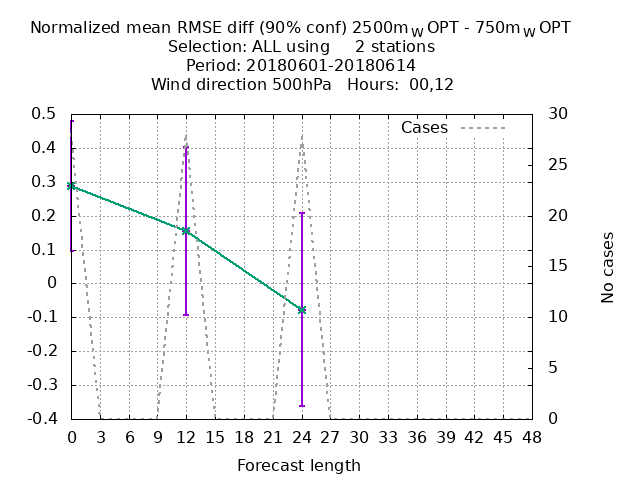 Normalized mean RMSE diff (90% conf) 2500m W OPT - 750m W OPT
Selection: ALL using 2 stations
Period: 20180601-20180614
Wind direction 500hPa Hours: 00,12
Cases
0.5
0.4
0.3
0.2
0.1
0
-0.1
-0.2
-0.3
-0.4
30
25
20
15
10
5
0
No cases
0 3 6 9 12 15 18 21 24 27 30 33 36 39 42 45 48
Forecast length